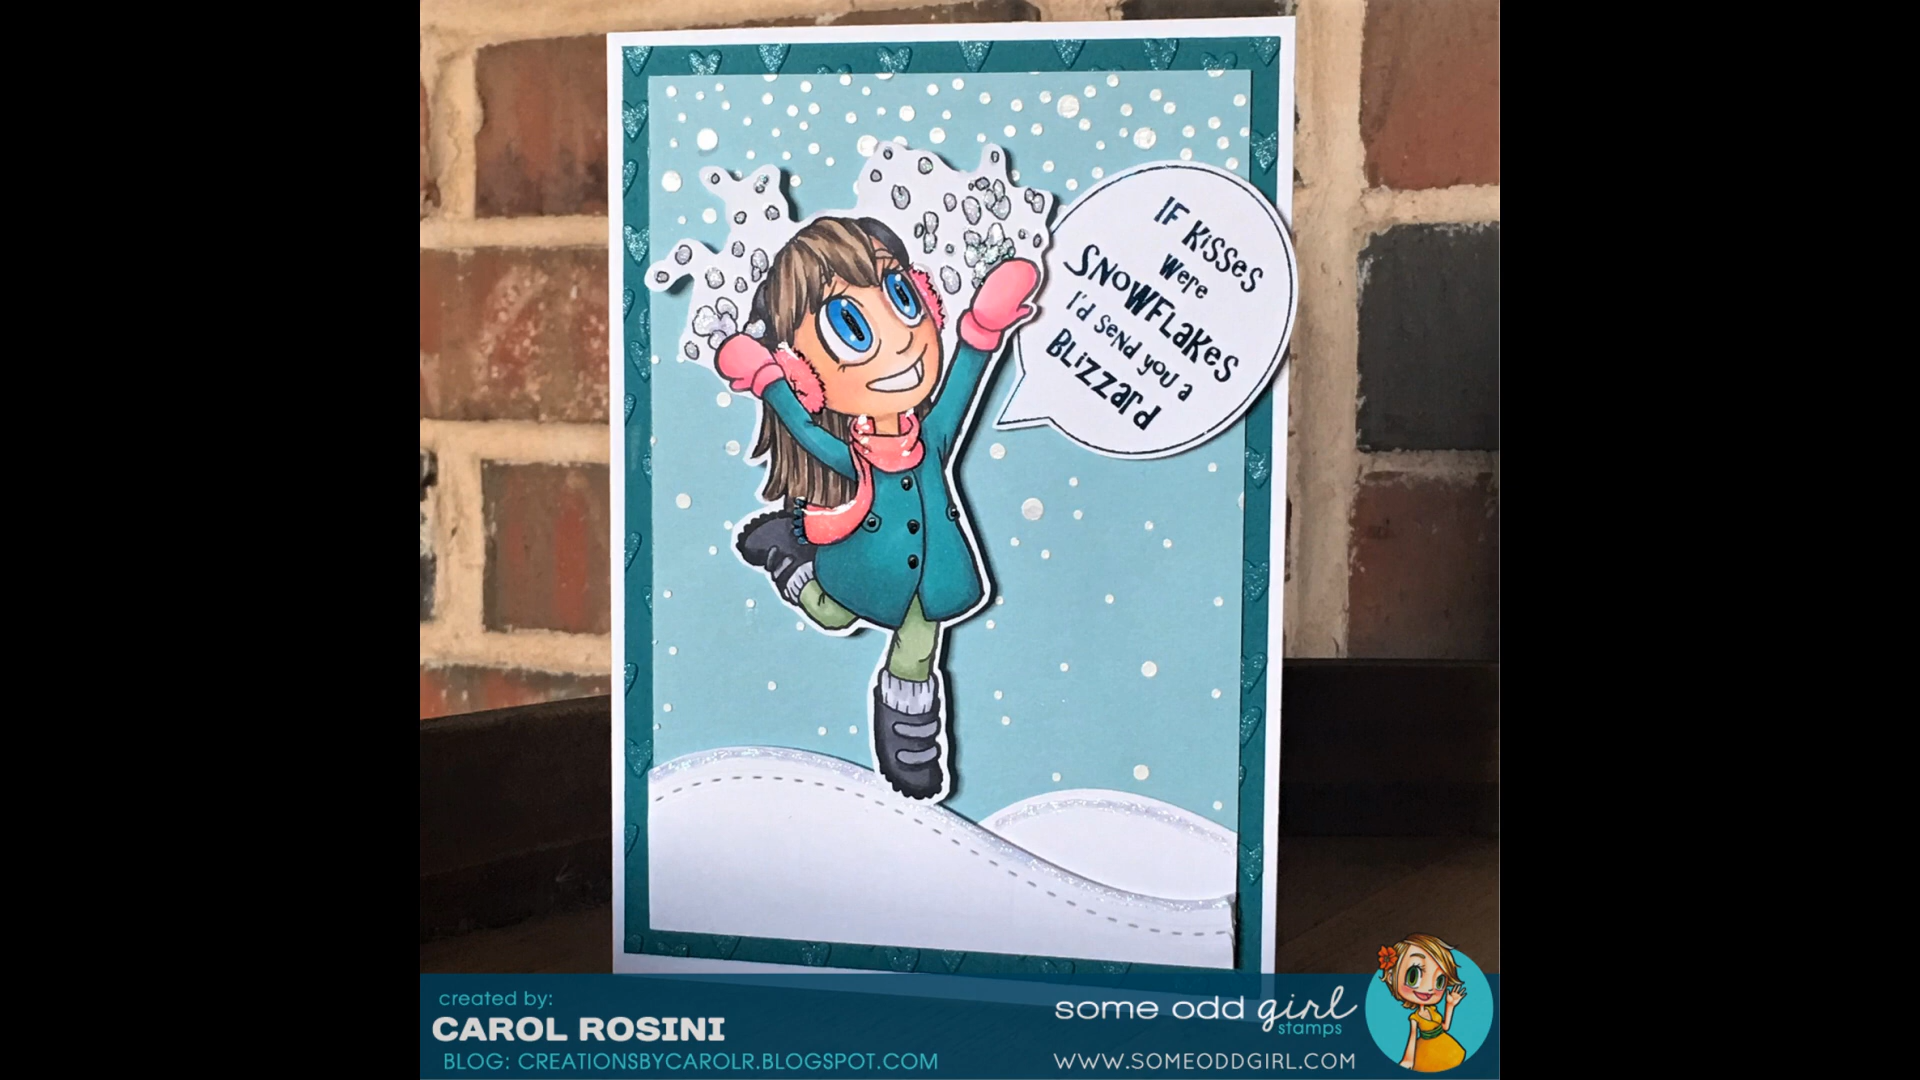 IF KISSES
WERE
SNOWFLAKES
I'd SENd YOU A
BLIZZARd
created by:
CAROL ROSINI
BLOG: CREATIONSBYCAROLR.BLOGSPOT.COM
some odd girl
stamps
WWW.SOMEODDGIRL.COM